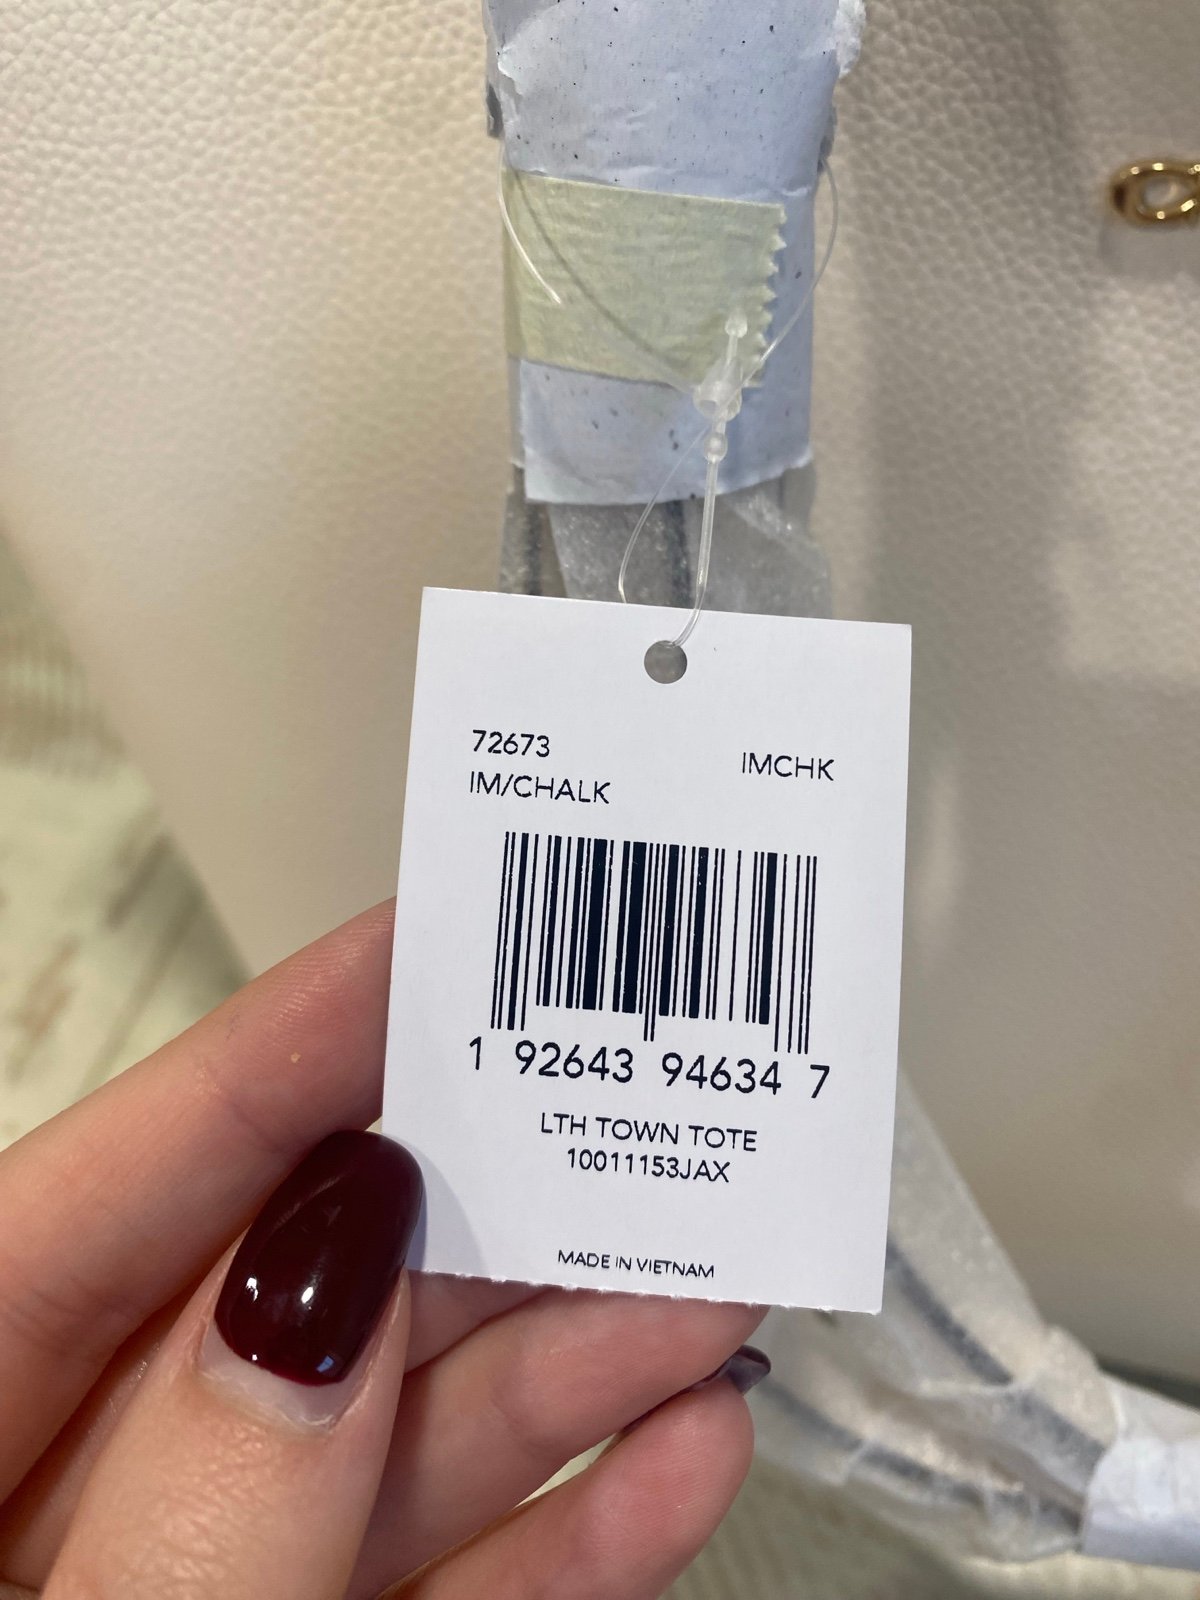 72673 IMCHK
IM/CHALK
1 92643 94634 7
LTH TOWN TOTE
10011153JAX
MADE IN VIETNAM